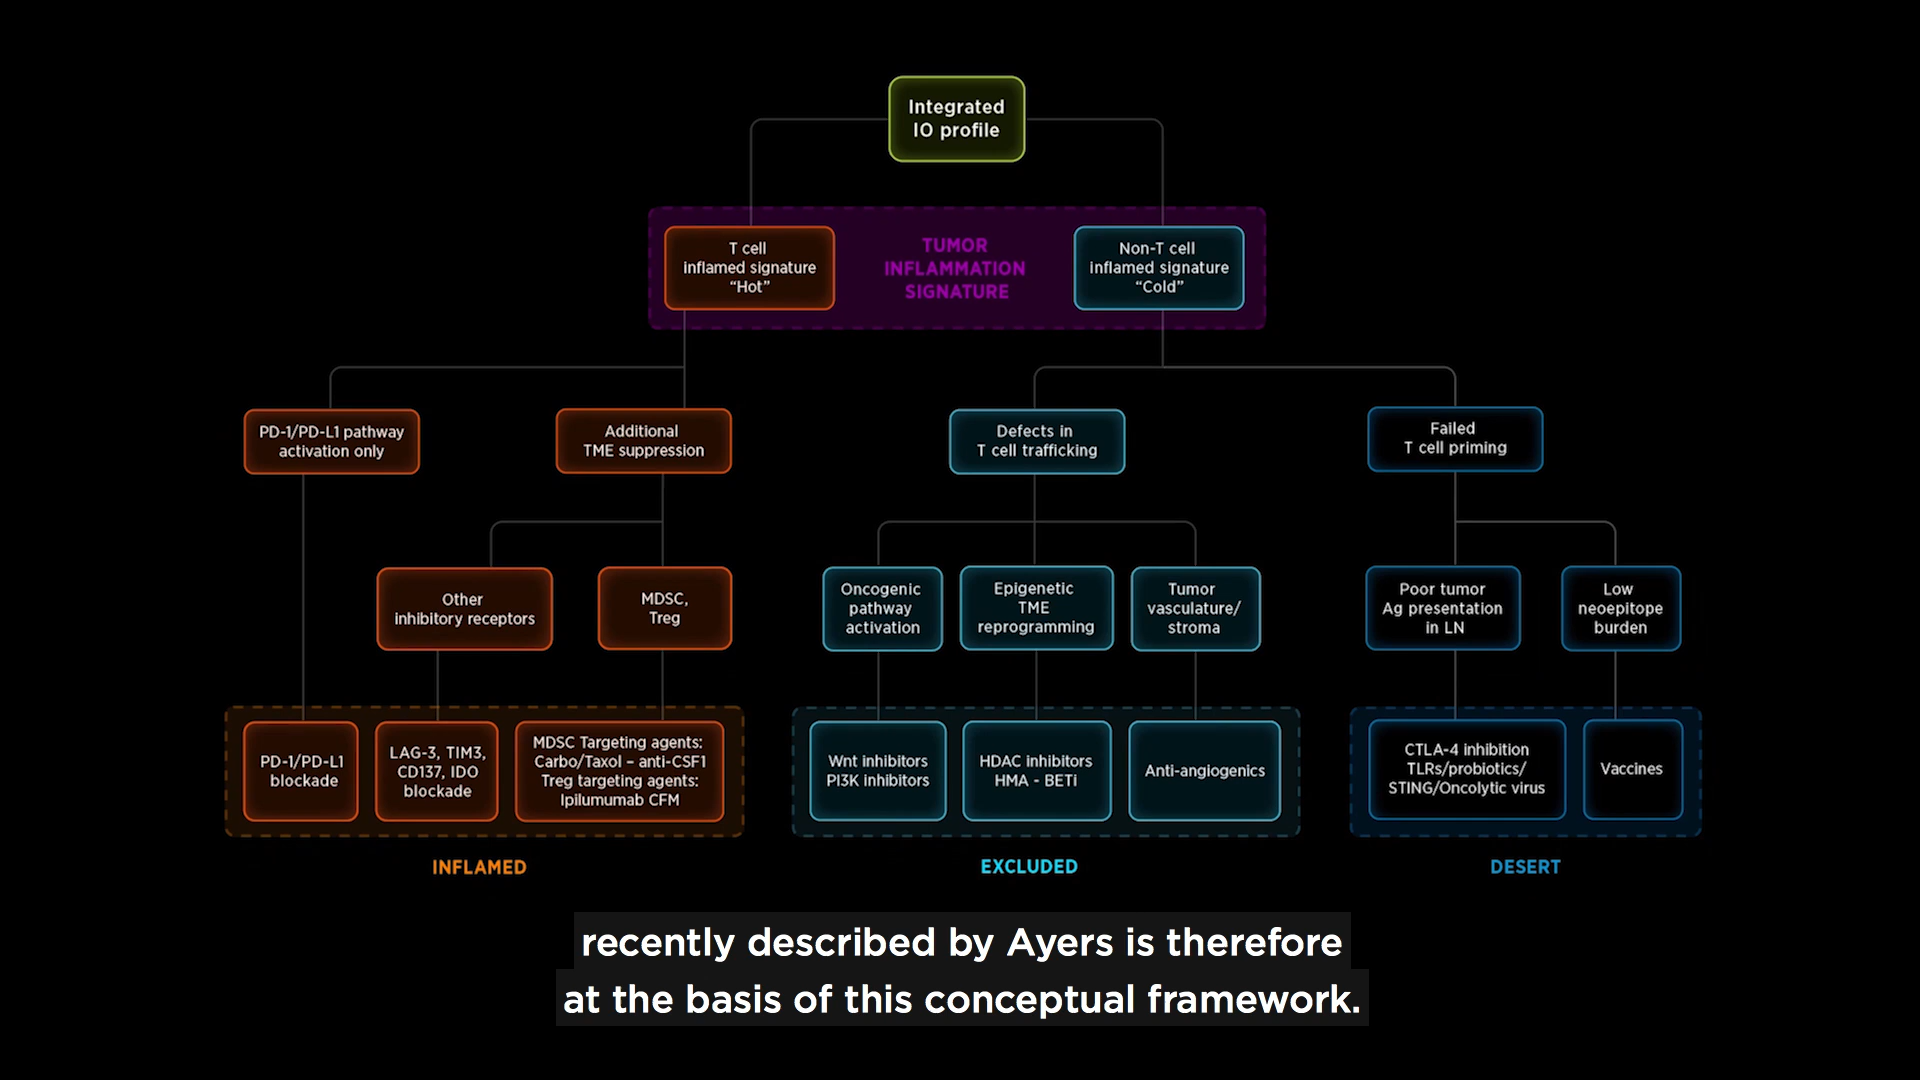 Integrated
IO profile
T cell
inflamed signature
“Hot”
TUMOR
INFLAMMATION
SIGNATURE
Non-T cell
inflamed signature
“Cold”
PD-1/PD-L1 pathway
activation only
Additional
TME suppression
Defects in
T cell trafficking
Failed
T cell priming
Other
inhibitory receptors
MDSC,
Treg
Oncogenic
pathway
activation
Epigenetic
TME
reprogramming
Tumor
vasculature/
stroma
Poor tumor
Ag presentation
in LN
Low
neoepitope
burden
PD-1/PD-L1
blockade
LAG-3, TIM3,
CD137, IDO
blockade
MDSC Targeting agents:
Carbo/Taxol – anti-CSF1
Treg targeting agents:
Ipilumumab CFM
Wnt inhibitors
PI3K inhibitors
HDAC inhibitors
HMA - BETi
Anti-angiogenics
CTLA-4 inhibition
TLRs/probiotics/
STING/Oncolytic virus
Vaccines
INFLAMED
EXCLUDED
DESERT
recently described by Ayers is therefore
at the basis of this conceptual framework.